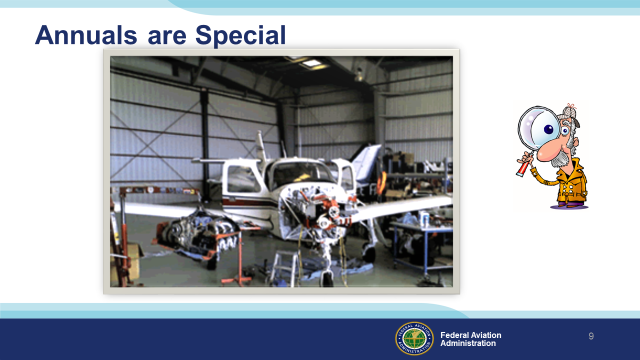 Annuals are Special
Federal Aviation
Administration
9